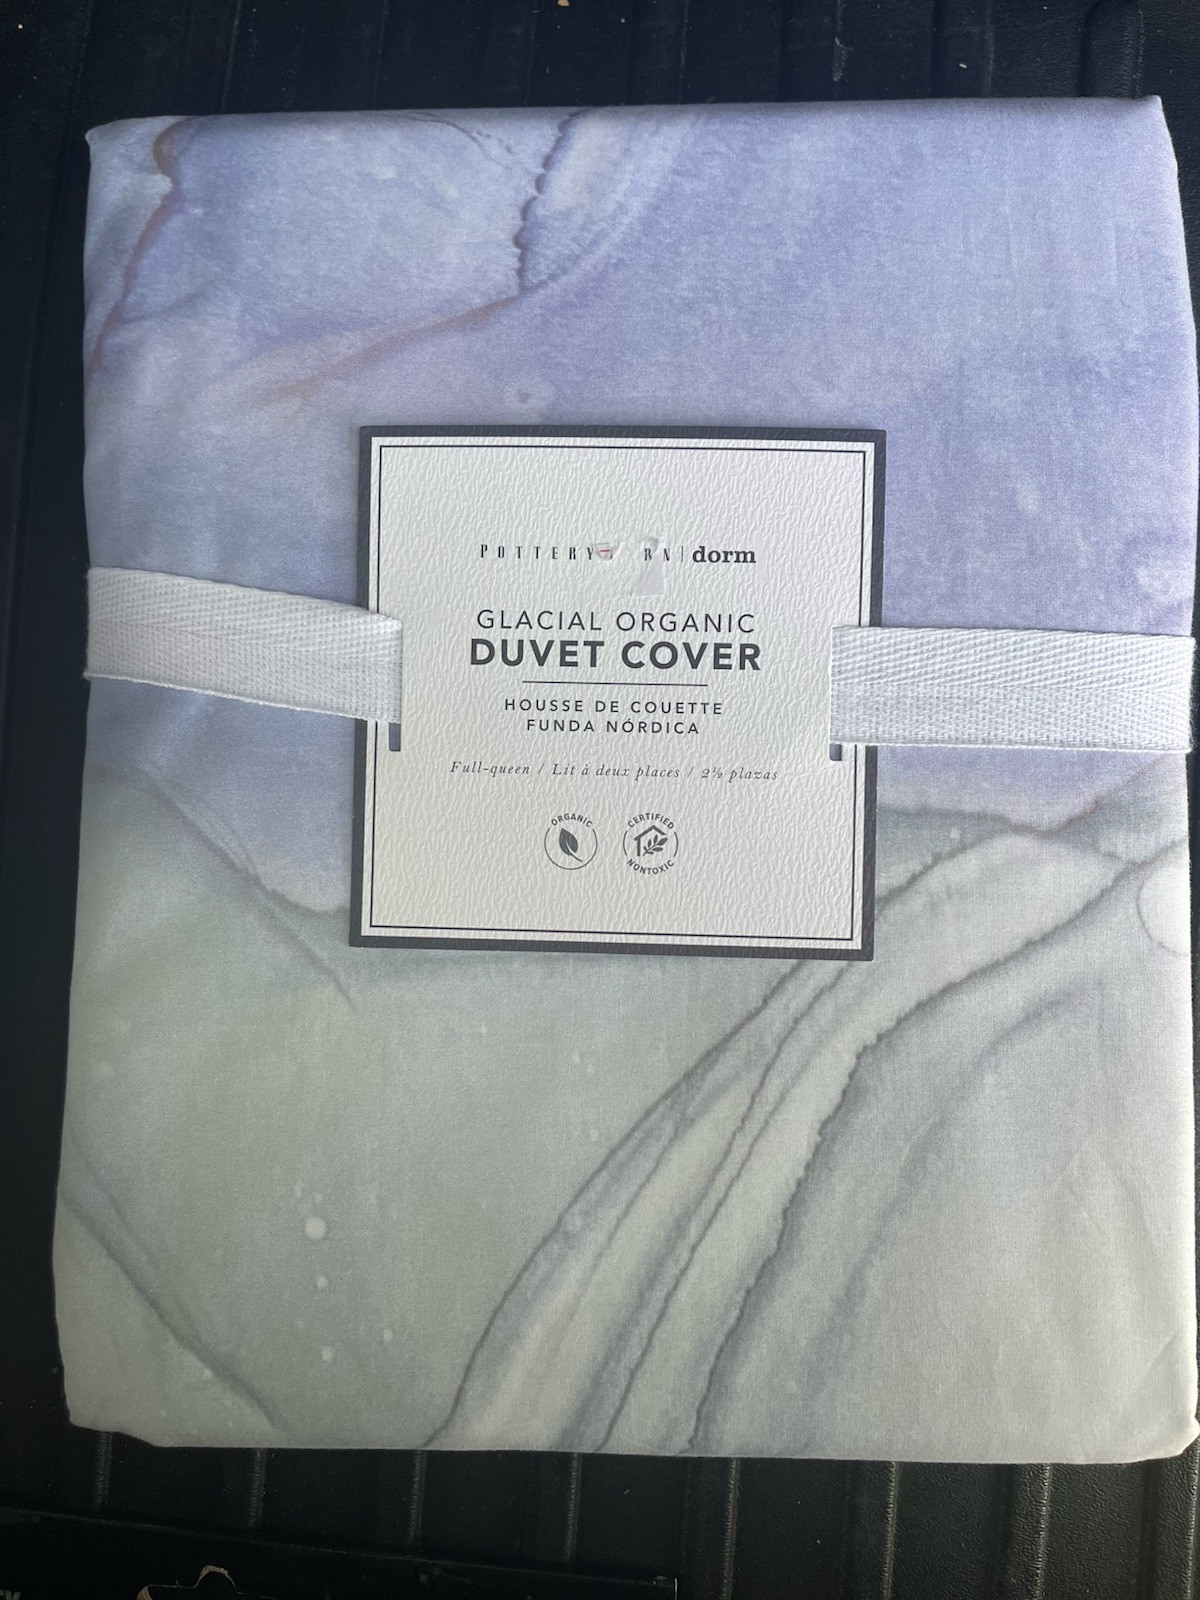 POTTERY RN | dorm
GLACIAL ORGANIC
DUVET COVER
HOUSSE DE COUETTE
FUNDA NÓRDICA
Full-queen / Lit à deux places / 2½ plazas
ORGANIC
CERTIFIED
NONTOXIC